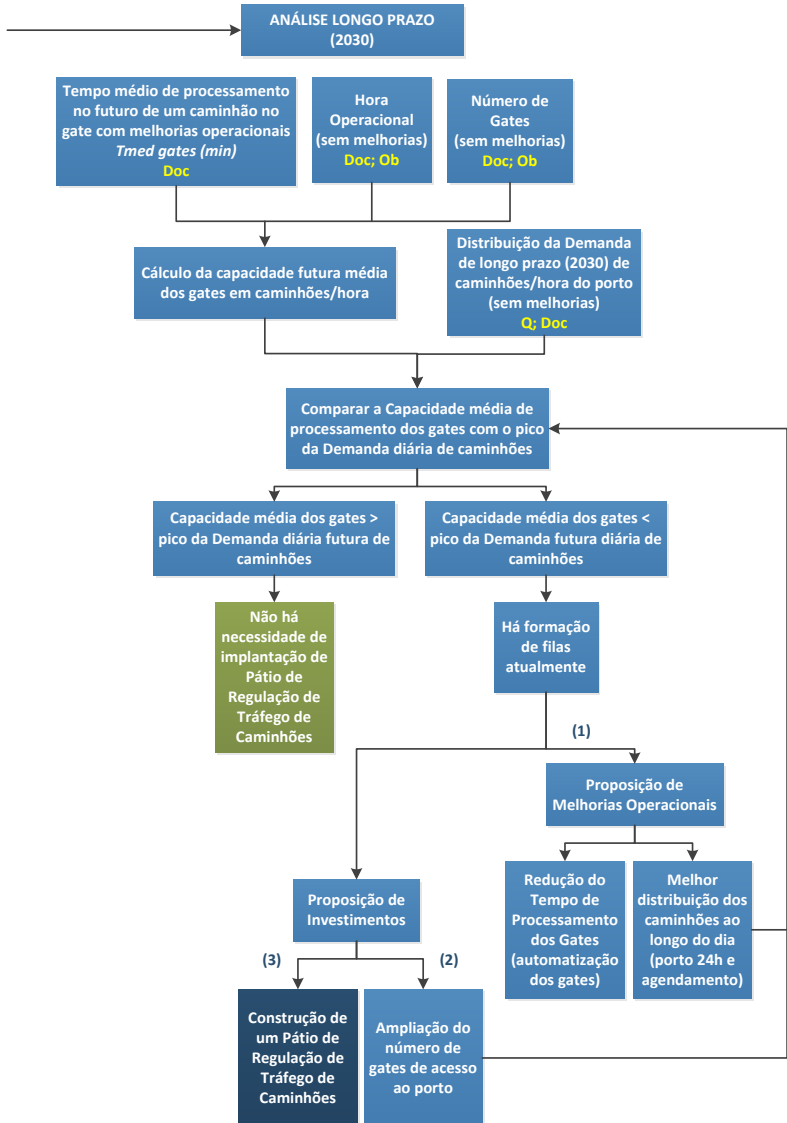 ANÁLISE LONGO PRAZO
(2030)
Tempo médio de processamento
no futuro de um caminhão no
gate com melhorias operacionais
Tmed gates (min)
Doc
Hora
Operacional
(sem melhorias)
Doc; Ob
Número de
Gates
(sem melhorias)
Doc; Ob
Cálculo da capacidade futura média
dos gates em caminhões/hora
Distribuição da Demanda
de longo prazo (2030) de
caminhões/hora do porto
(sem melhorias)
Q; Doc
Comparar a Capacidade média de
processamento dos gates com o pico
da Demanda diária de caminhões
Capacidade média dos gates >
pico da Demanda diária futura de
caminhões
Capacidade média dos gates <
pico da Demanda futura diária de
caminhões
Não há
necessidade de
implantação de
Pátio de
Regulação de
Tráfego de
Caminhões
Há formação
de filas
atualmente
(1)
Proposição de
Melhorias Operacionais
Redução do
Tempo de
Processamento
dos Gates
(automatização
dos gates)
Melhor
distribuição dos
caminhões ao
longo do dia
(porto 24h e
agendamento)
Proposição de
Investimentos
(3)
(2)
Construção de
um Pátio de
Regulação de
Tráfego de
Caminhões
Ampliação do
número de
gates de acesso
ao porto